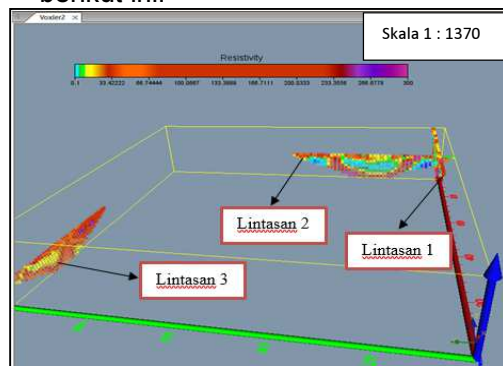 berikut ini.
Voxler2
Skala 1 : 1370
Resistivity
0.1 33.42222 66.74444 100.0667 133.3889 166.7111 200.0333 233.3556 266.6778 300
Lintasan 2
Lintasan 1
Lintasan 3